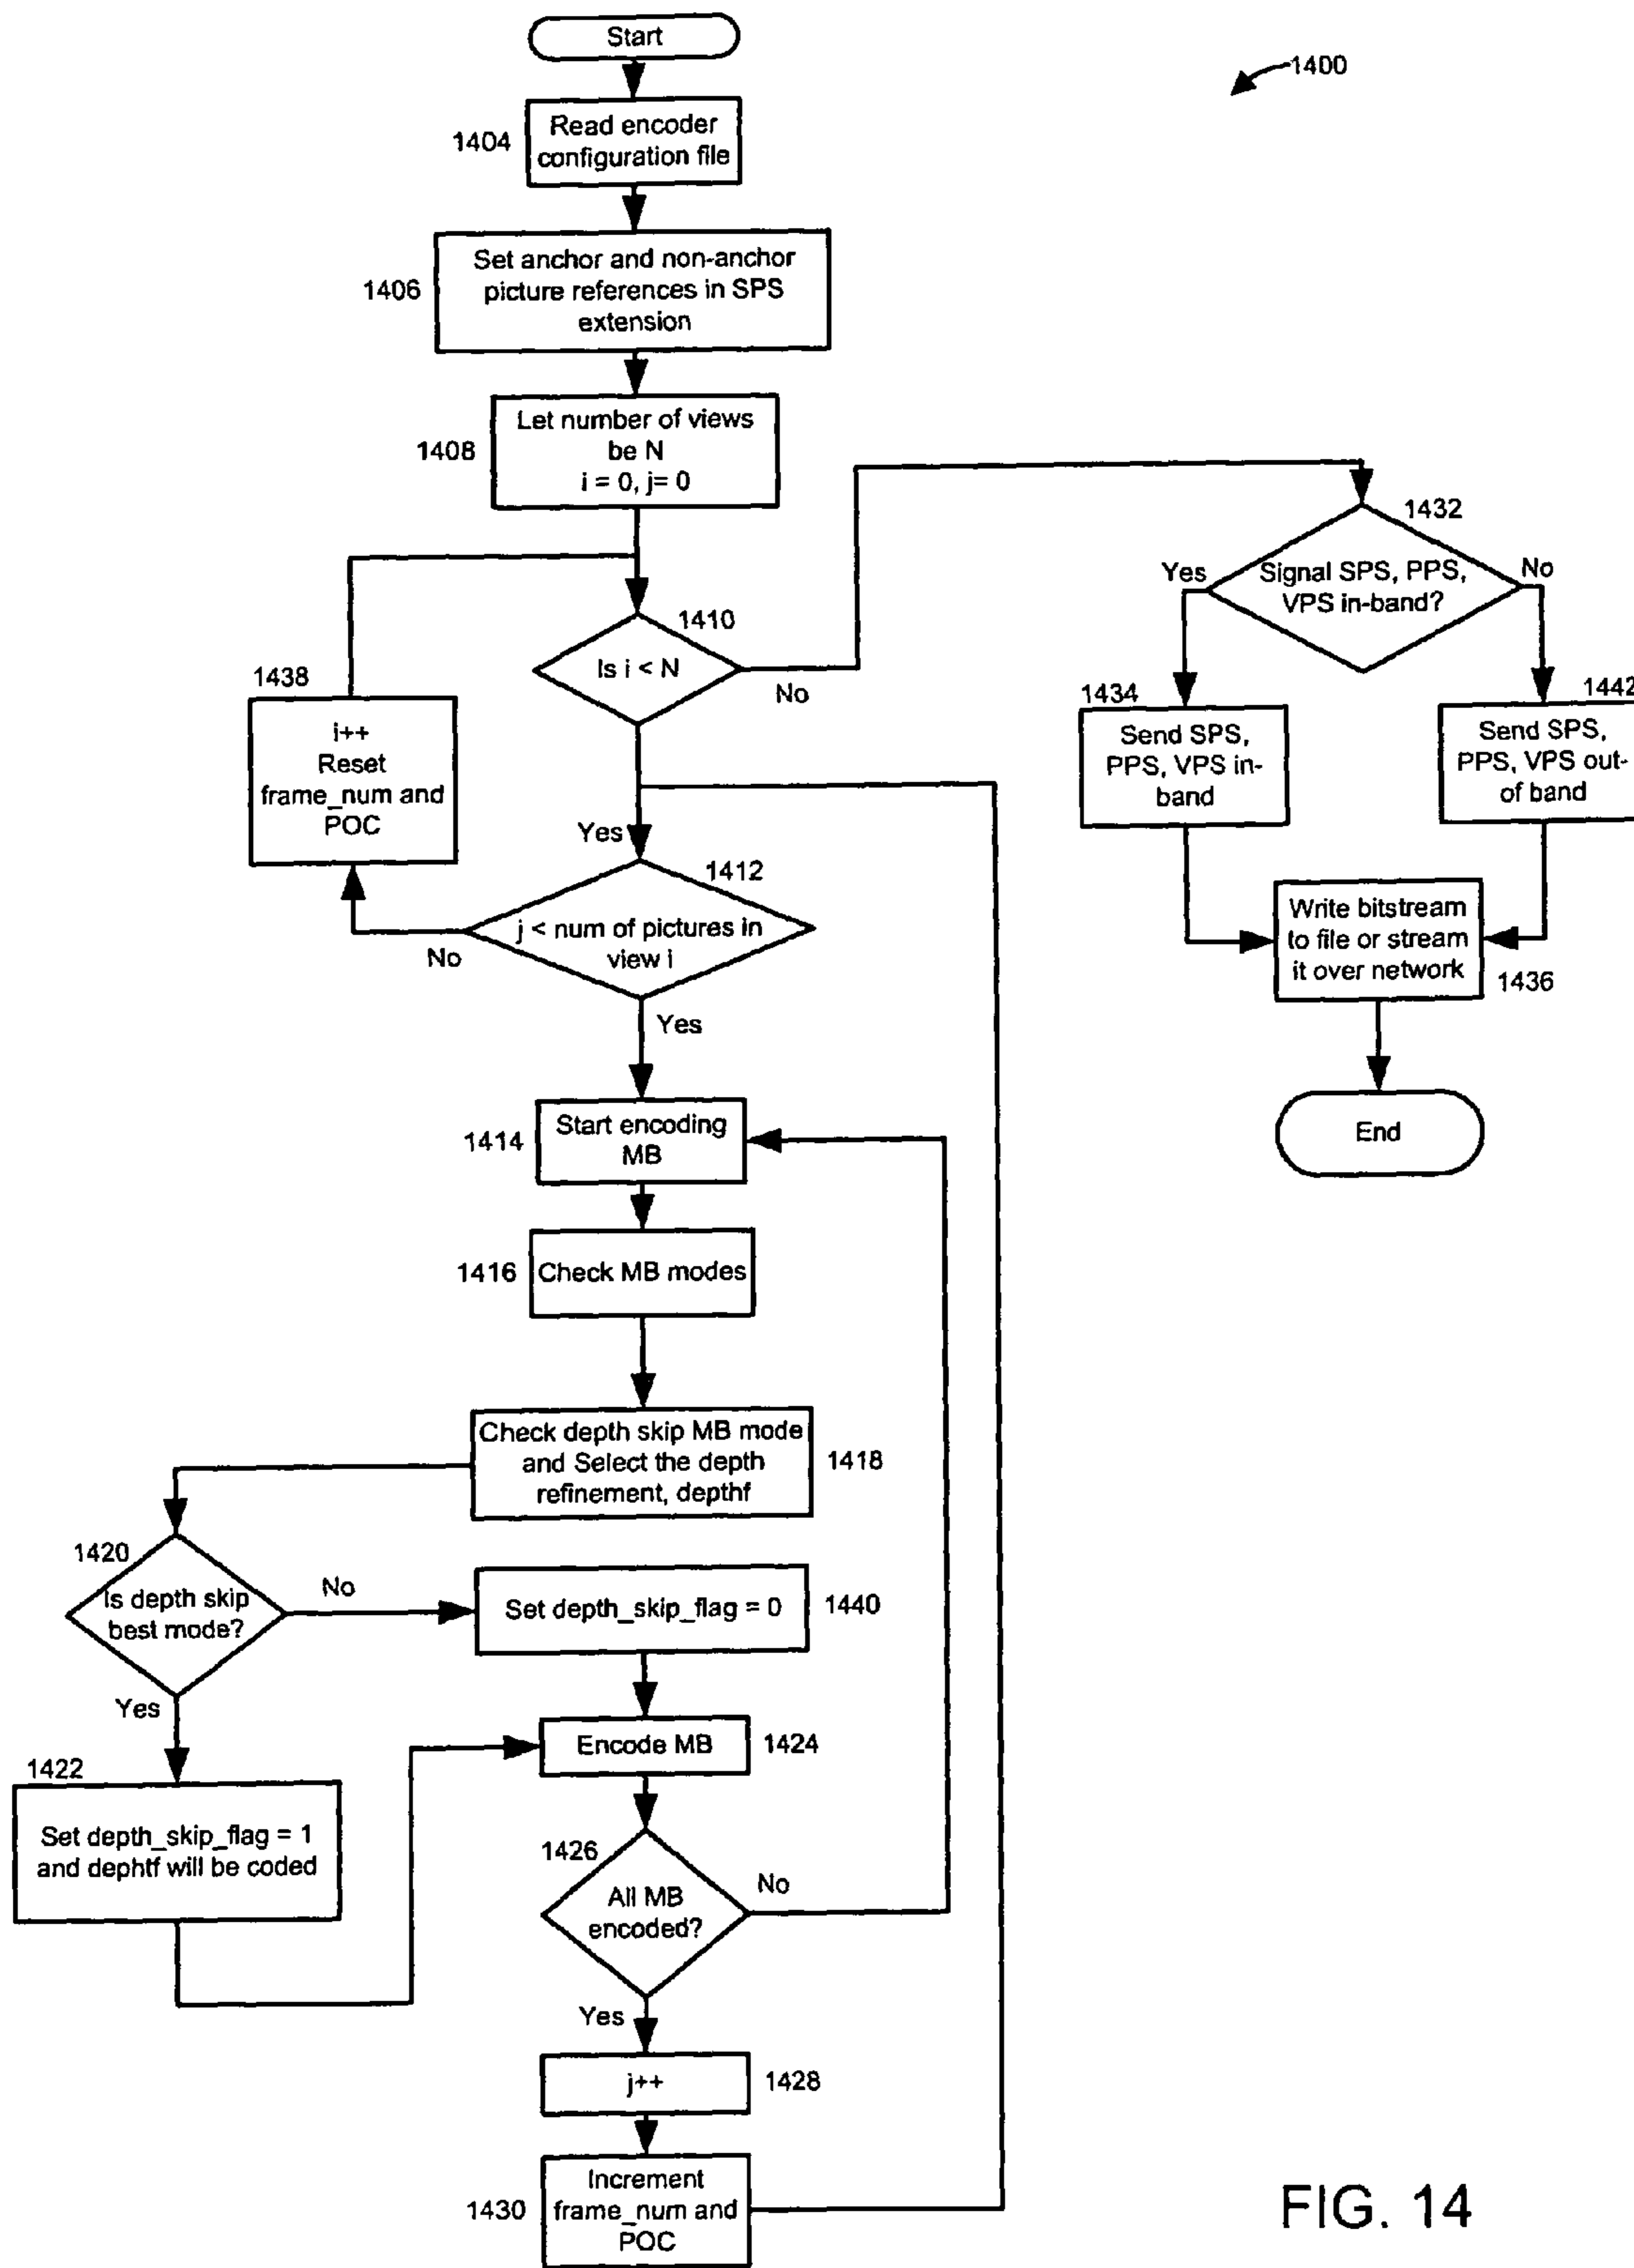 Start
1400
1404
Read encoder
configuration file
1406
Set anchor and non-anchor
picture references in SPS
extension
1408
Let number of views
be N
i = 0, j= 0
1410
Is i < N
No
1432
Signal SPS, PPS,
VPS in-band?
Yes
No
1434
Send SPS,
PPS, VPS in-
band
1442
Send SPS,
PPS, VPS out-
of band
Write bitstream
to file or stream
it over network
1436
End
1438
i++
Reset
frame_num and
POC
Yes
1412
j < num of pictures in
view i
No
Yes
1414
Start encoding
MB
1416
Check MB modes
Check depth skip MB mode
and Select the depth
refinement, depthf
1418
1420
Is depth skip
best mode?
No
Set depth_skip_flag = 0
1440
Yes
1422
Set depth_skip_flag = 1
and dephtf will be coded
Encode MB
1424
1426
All MB
encoded?
No
Yes
j++
1428
1430
Increment
frame_num and
POC
FIG. 14